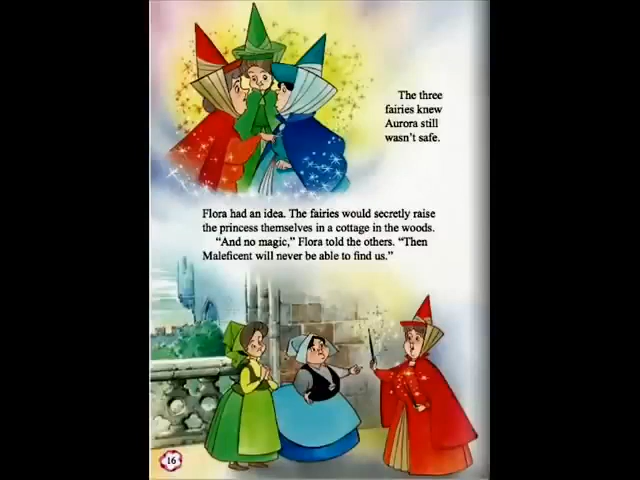 The three
fairies knew
Aurora still
wasn't safe.
Flora had an idea. The fairies would secretly raise
the princess themselves in a cottage in the woods.
"And no magic," Flora told the others. "Then
Maleficent will never be able to find us."
16